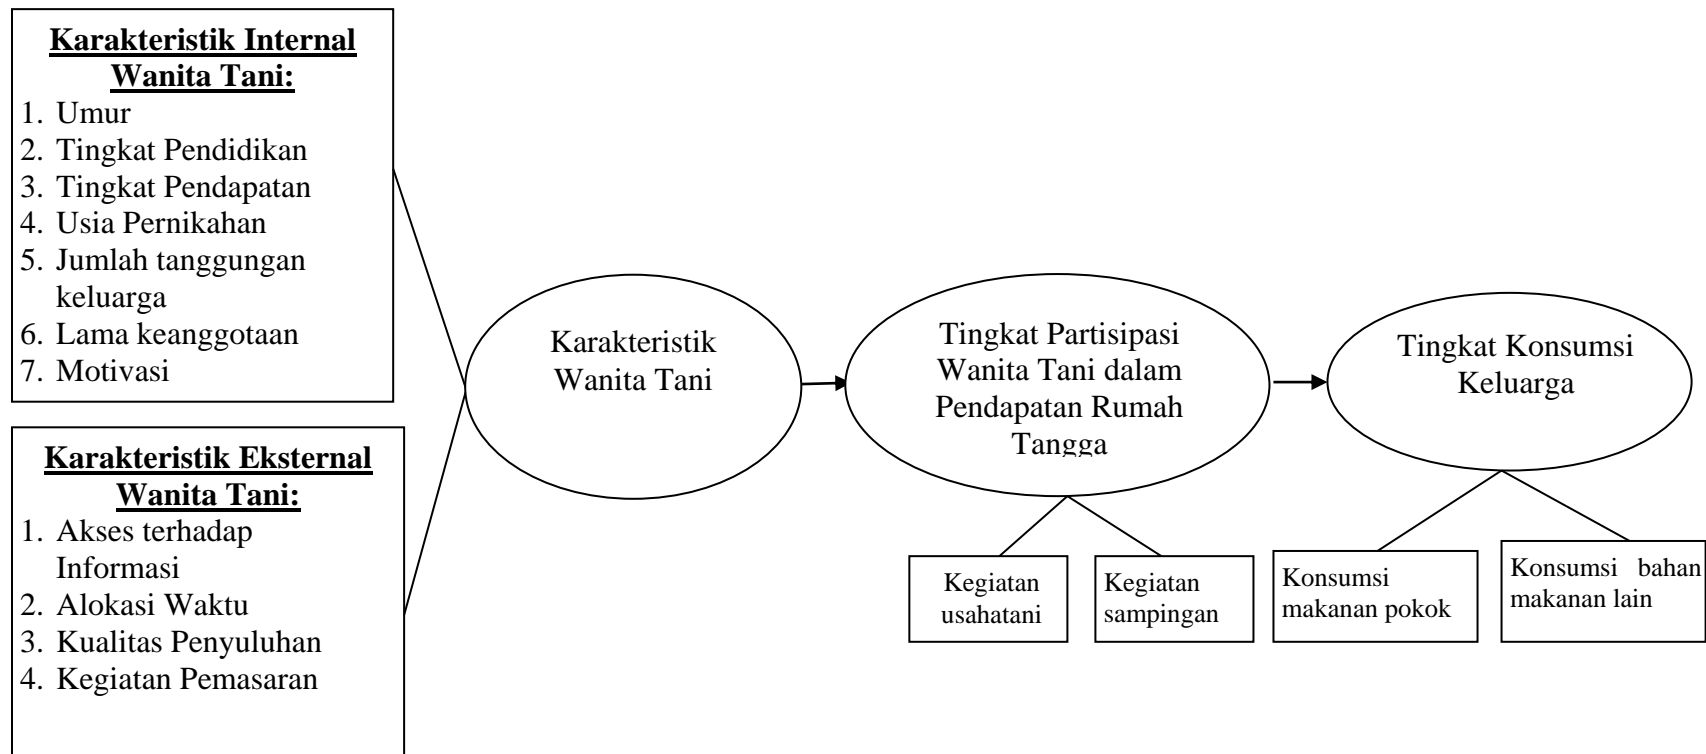 Karakteristik Internal
Wanita Tani:
1. Umur
2. Tingkat Pendidikan
3. Tingkat Pendapatan
4. Usia Pernikahan
5. Jumlah tanggungan
keluarga
6. Lama keanggotaan
7. Motivasi
Karakteristik Eksternal
Wanita Tani:
1. Akses terhadap
Informasi
2. Alokasi Waktu
3. Kualitas Penyuluhan
4. Kegiatan Pemasaran
Karakteristik
Wanita Tani
Tingkat Partisipasi
Wanita Tani dalam
Pendapatan Rumah
Tangga
Kegiatan
usahatani
Kegiatan
sampingan
Tingkat Konsumsi
Keluarga
Konsumsi
makanan pokok
Konsumsi bahan
makanan lain